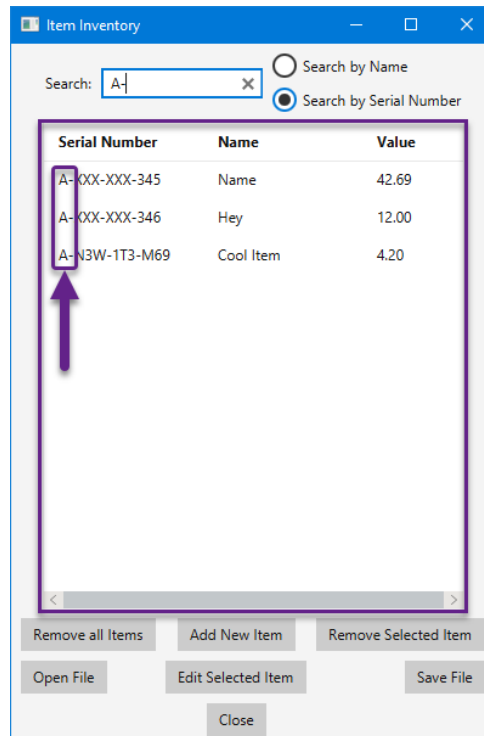 Item Inventory
Search by Name
Search: A-
Search by Serial Number
Serial Number Name Value
A-XXX-XXX-345 Name 42.69
A-XXX-XXX-346 Hey 12.00
A-N3W-1T3-M69 Cool Item 4.20
Remove all Items Add New Item Remove Selected Item
Open File Edit Selected Item Save File
Close